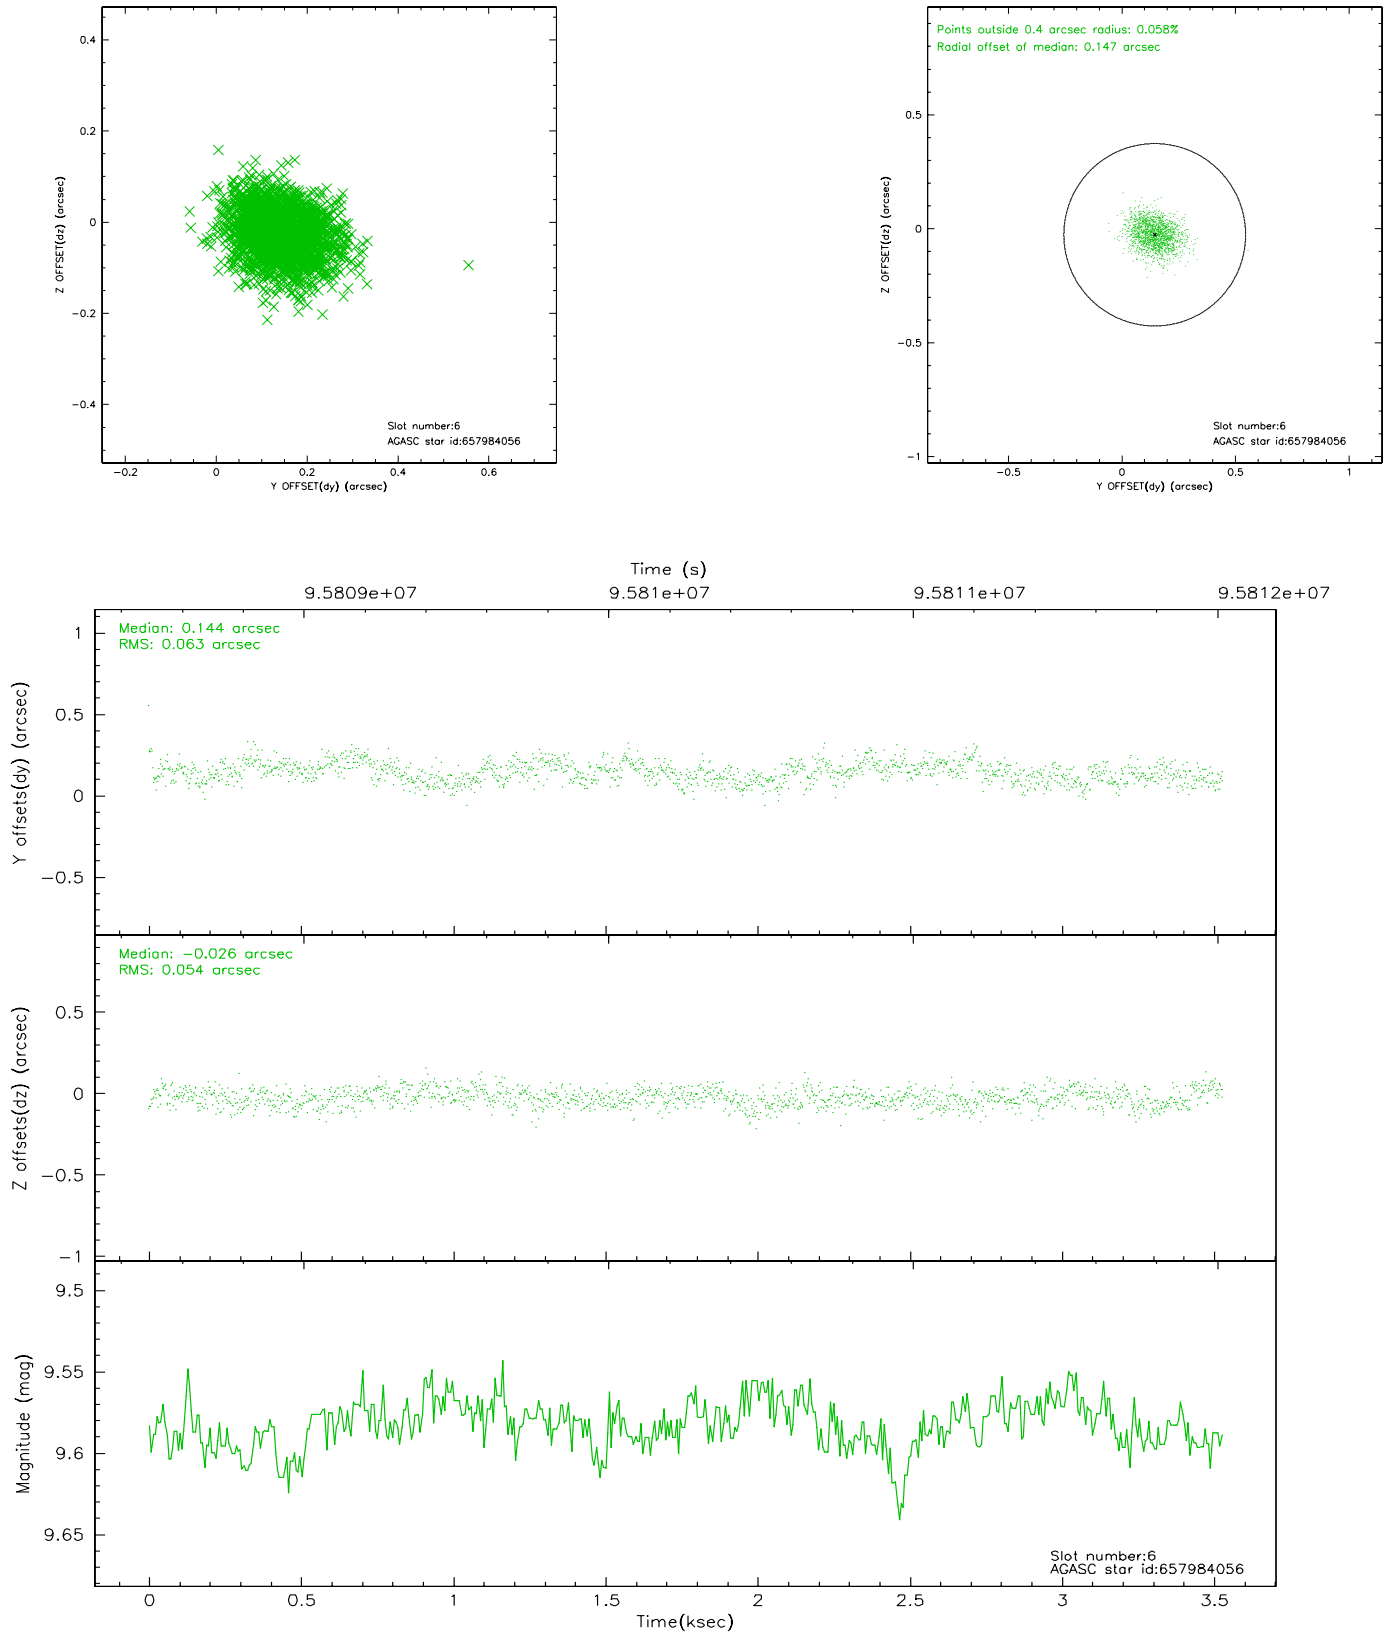 0.4
0.2
0
−0.2
−0.4
Z OFFSET(dz) (arcsec)
Slot number:6
AGASC star id:657984056
−0.2 0 0.2 0.4 0.6
Y OFFSET(dy) (arcsec)
Points outside 0.4 arcsec radius: 0.058%
Radial offset of median: 0.147 arcsec
0.5
0
−0.5
−1
Z OFFSET(dz) (arcsec)
Slot number:6
AGASC star id:657984056
−0.5 0 0.5 1
Y OFFSET(dy) (arcsec)
Time (s)
9.5809e+07 9.581e+07 9.5811e+07 9.5812e+07
Median: 0.144 arcsec
RMS: 0.063 arcsec
1
0.5
0
−0.5
Y offsets(dy) (arcsec)
Median: −0.026 arcsec
RMS: 0.054 arcsec
0.5
0
−0.5
−1
Z offsets(dz) (arcsec)
9.5
9.55
9.6
9.65
Magnitude (mag)
Slot number:6
AGASC star id:657984056
0 0.5 1 1.5 2 2.5 3 3.5
Time(ksec)